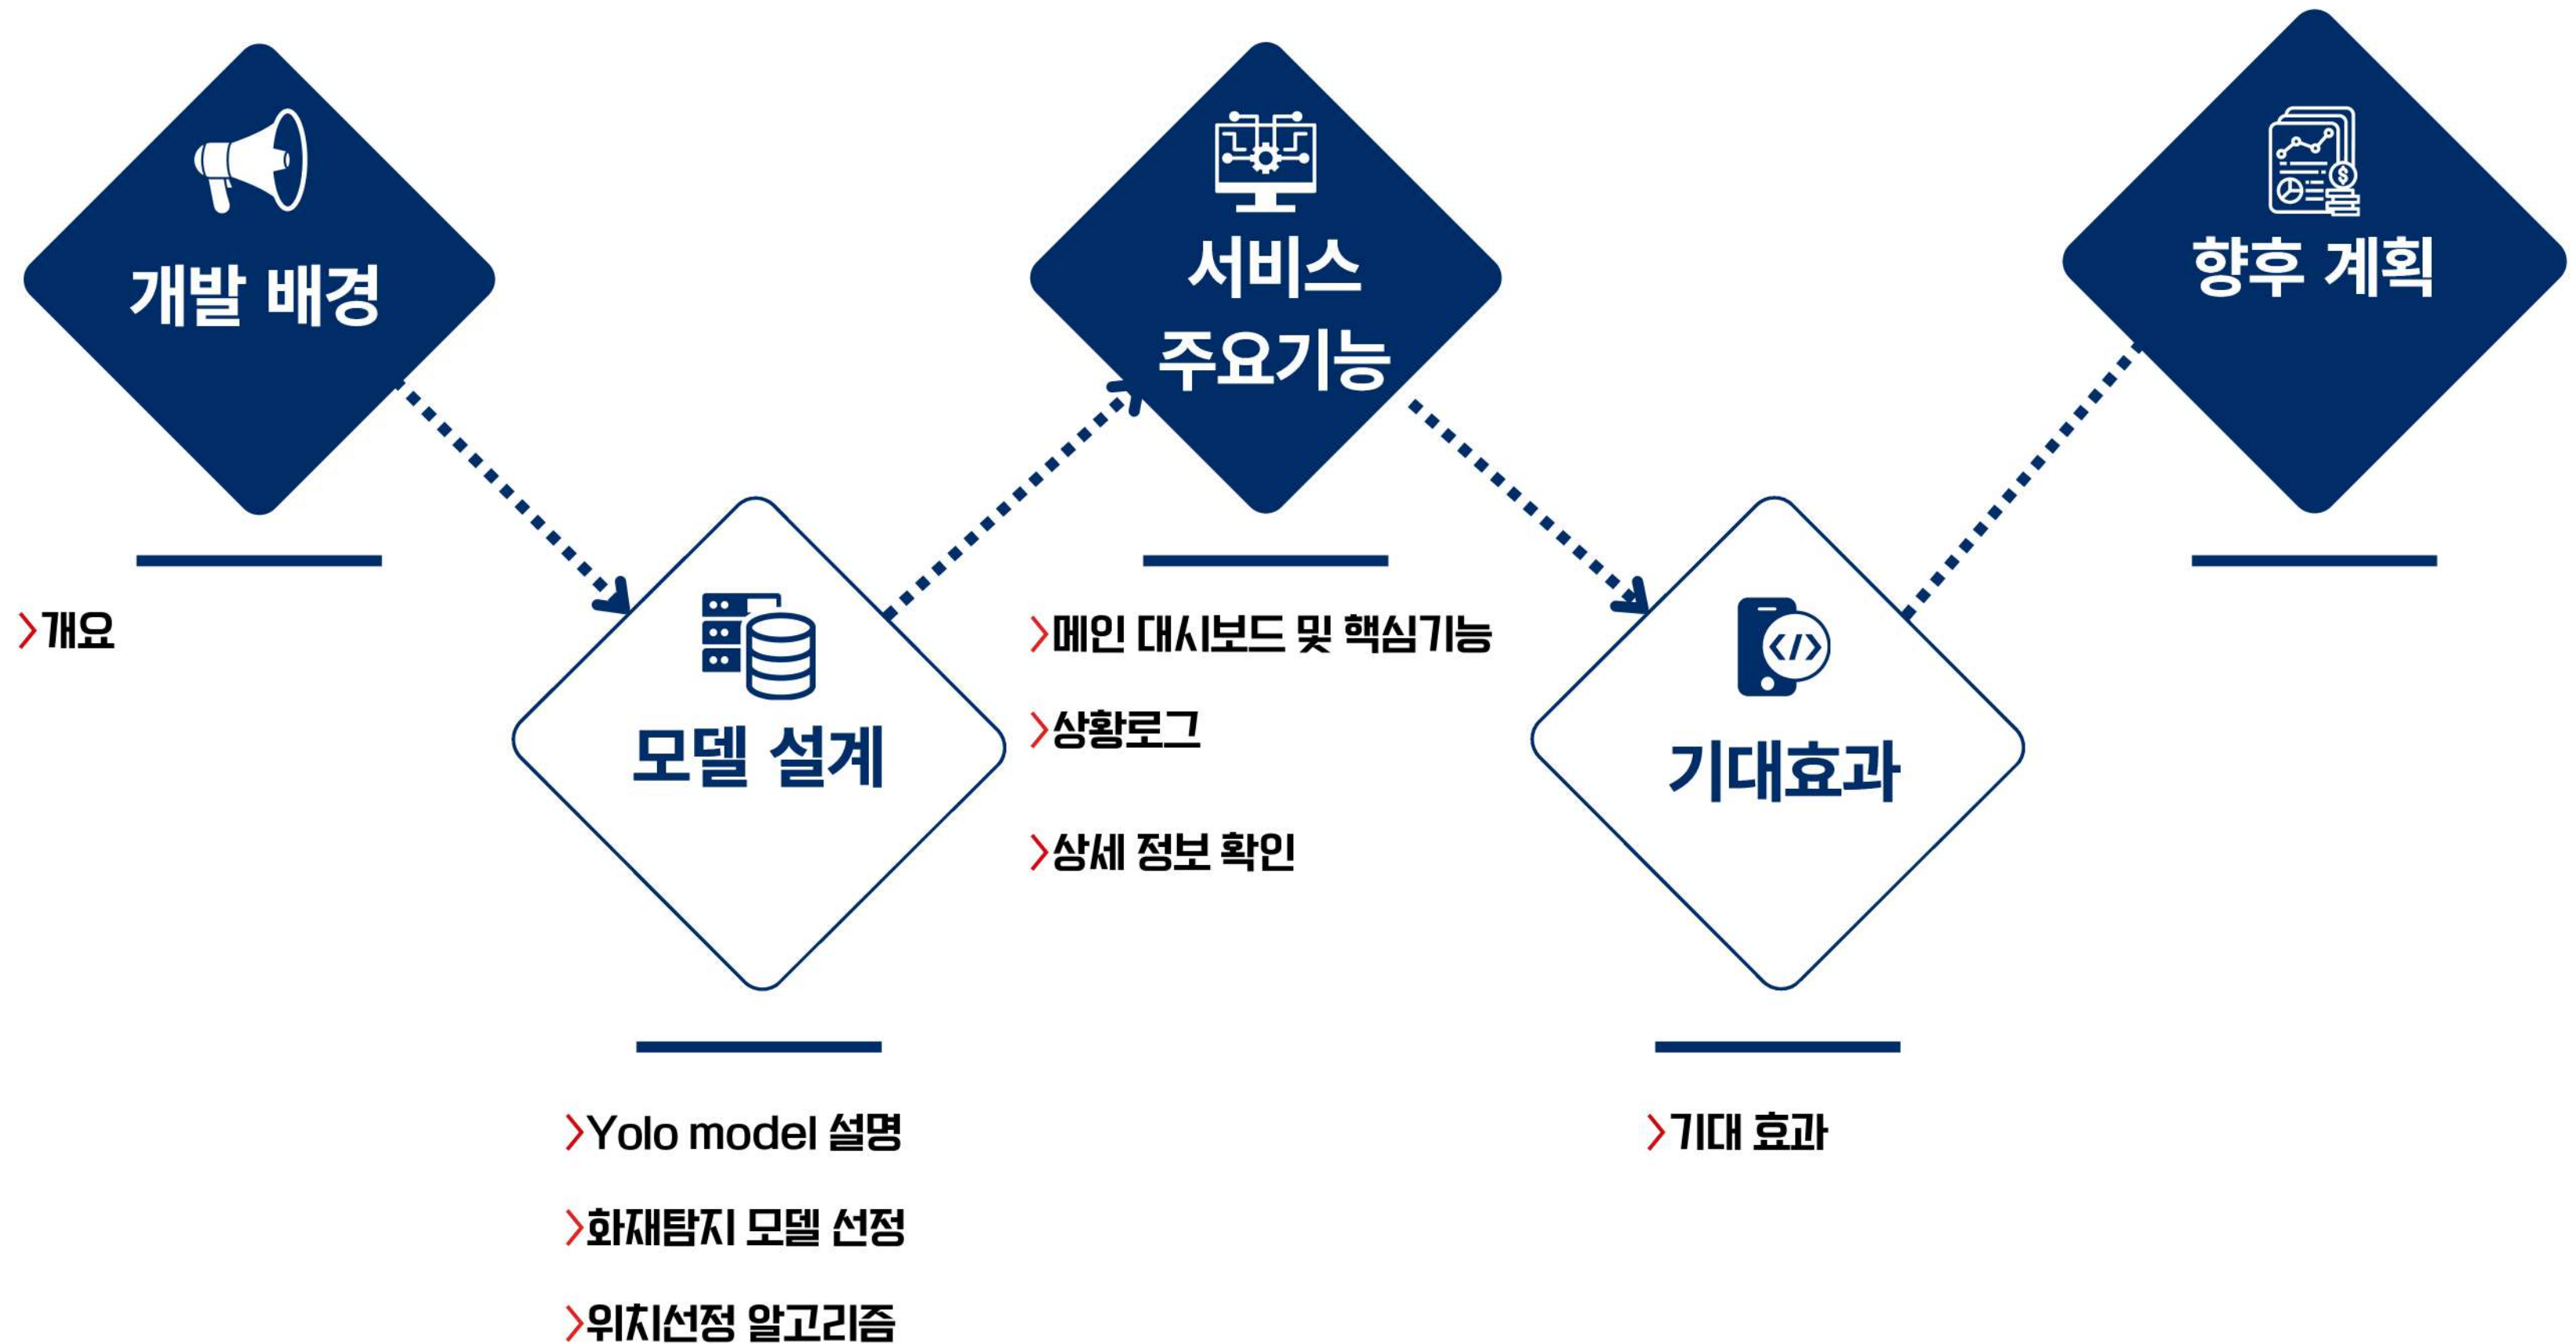 개발 배경
>개요
모델 설계
>Yolo model 설명
>화재탐지 모델 선정
>위치선정 알고리즘
서비스
주요기능
>메인 대시보드 및 핵심기능
>상황로그
>상세 정보 확인
기대효과
>기대 효과
향후 계획